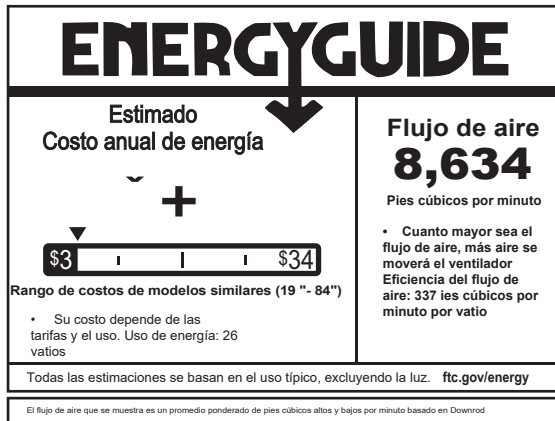 ENERGYGUIDE
Estimado
Costo anual de energía
$3
$34
Rango de costos de modelos similares (19 "- 84")
• Su costo depende de las
tarifas y el uso. Uso de energía: 26
vatios
Flujo de aire
8,634
Pies cúbicos por minuto
• Cuanto mayor sea el
flujo de aire, más aire se
moverá el ventilador
Eficiencia del flujo de
aire: 337 ies cúbicos por
minuto por vatio
Todas las estimaciones se basan en el uso típico, excluyendo la luz. ftc.gov/energy
El flujo de aire que se muestra es un promedio ponderado de pies cúbicos altos y bajos por minuto basado en Downrod